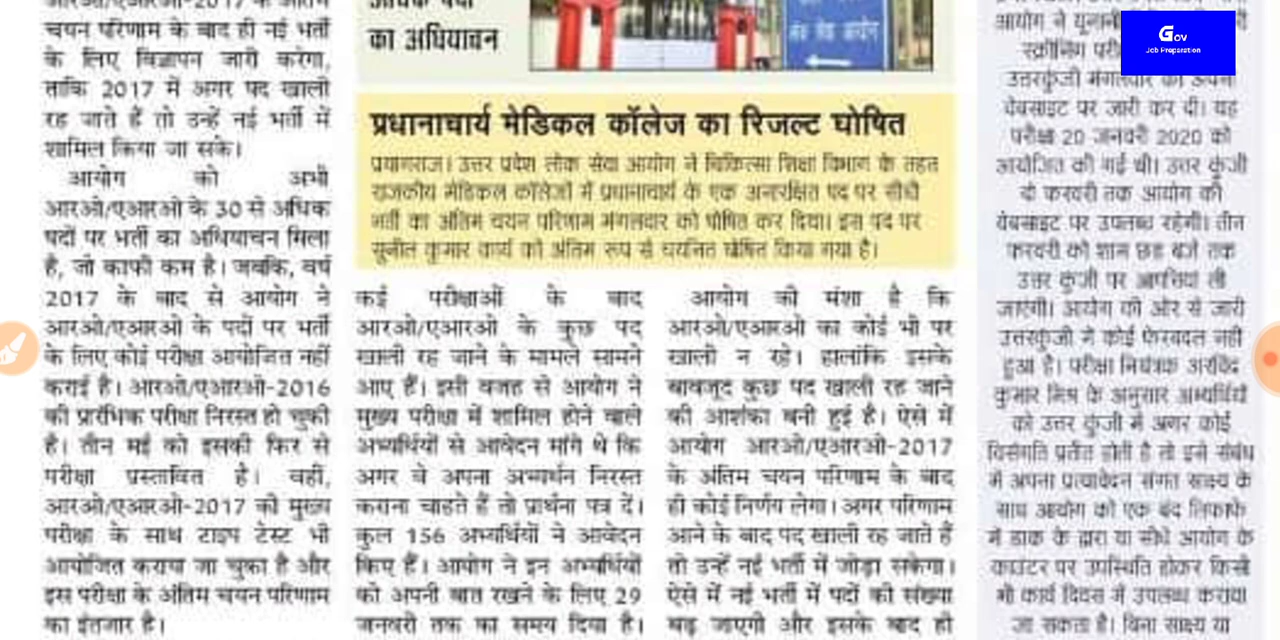 चयन परिणाम के बाद ही नई भर्ती
के लिए विज्ञापन जारी करेगा,
ताकि 2017 में अगर पद खाली
रह जाते हैं तो उन्हें नई भर्ती में
शामिल किया जा सके।
आयोग को अभी
आरओ/एआरओ के 30 से अधिक
पदों पर भर्ती का अधियाचन मिला
है, जो काफी कम है। जबकि, वर्ष
2017 के बाद से आयोग ने
आरओ/एआरओ के पदों पर भर्ती
के लिए कोई परीक्षा आयोजित नहीं
कराई है। आरओ/एआरओ-2016
की प्रारंभिक परीक्षा निरस्त हो चुकी
है। तीन मई को इसकी फिर से
परीक्षा प्रस्तावित है। वहीं,
आरओ/एआरओ-2017 की मुख्य
परीक्षा के साथ टाइप टेस्ट भी
आयोजित कराया जा चुका है और
इस परीक्षा के अंतिम चयन परिणाम
का इंतजार है।
का अधियाचन
प्रधानाचार्य मेडिकल कॉलेज का रिजल्ट घोषित
प्रयागराज। उत्तर प्रदेश लोक सेवा आयोग ने चिकित्सा शिक्षा विभाग के तहत
राजकीय मेडिकल कॉलेजों में प्रधानाचार्य के एक अनारक्षित पद पर सीधी
भर्ती का अंतिम चयन परिणाम मंगलवार को घोषित कर दिया। इस पद पर
सुनील कुमार को अंतिम रूप से चयनित घोषित किया गया है।
कई परीक्षाओं के बाद
आरओ/एआरओ के कुछ पद
खाली रह जाने के मामले सामने
आए हैं। इसी वजह से आयोग ने
मुख्य परीक्षा में शामिल होने वाले
अभ्यर्थियों से आवेदन मांगे थे कि
अगर वे अपना अभ्यर्थन निरस्त
कराना चाहते हैं तो प्रार्थना पत्र दें।
कुल 156 अभ्यर्थियों ने आवेदन
किए हैं। आयोग ने इन अभ्यर्थियों
को अपनी बात रखने के लिए 29
जनवरी तक का समय दिया है।
आयोग की मंशा है कि
आरओ/एआरओ का कोई भी पर
खाली न रहे। हालांकि इसके
बावजूद कुछ पद खाली रह जाने
की आशंका बनी हुई है। ऐसे में
आयोग आरओ/एआरओ-2017
के अंतिम चयन परिणाम के बाद
ही कोई निर्णय लेगा। अगर परिणाम
आने के बाद पद खाली रह जाते हैं
तो उन्हें नई भर्ती में जोड़ा सकेगा।
ऐसे में नई भर्ती में पदों की संख्या
बढ़ जाएगी और इसके बाद ही
आयोग ने यूनानी
स्क्रीनिंग
उत्तरकुंजी मंगलवार को अपनी
वेबसाइट पर जारी कर दी। यह
परीक्षा 20 जनवरी 2020 को
आयोजित की गई थी। उत्तर कुंजी
दो फरवरी तक आयोग की
वेबसाइट पर उपलब्ध रहेगी। तीन
फरवरी को शाम छह बजे तक
उत्तर कुंजी पर आपत्तियां ली
जाएंगी। आयोग की ओर से जारी
उत्तरकुंजी में कोई फेरबदल नहीं
हुआ है। परीक्षा नियंत्रक अरविंद
कुमार मिश्र के अनुसार अभ्यर्थियों
को उत्तर कुंजी में अगर कोई
विसंगति प्रतीत होती है तो इस संबंध
में अपना प्रत्यावेदन संगत साक्ष्य के
साथ आयोग को एक बंद लिफाफे
में डाक के द्वारा या सीधे आयोग के
काउंटर पर उपस्थित होकर किसी
भी कार्य दिवस में उपलब्ध कराया
जा सकता है। बिना साक्ष्य या
Gov
Job Preparation